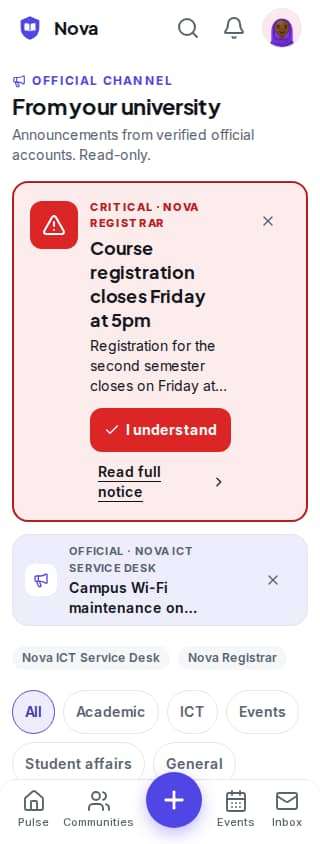 Nova
OFFICIAL CHANNEL
From your university
Announcements from verified official
accounts. Read-only.
CRITICAL · NOVA
REGISTRAR
Course
registration
closes Friday
at 5pm
Registration for the
second semester
closes on Friday at...
I understand
Read full
notice
OFFICIAL · NOVA ICT
SERVICE DESK
Campus Wi-Fi
maintenance on...
Nova ICT Service Desk Nova Registrar
All Academic ICT Events
Student affairs General
Pulse Communities Events Inbox